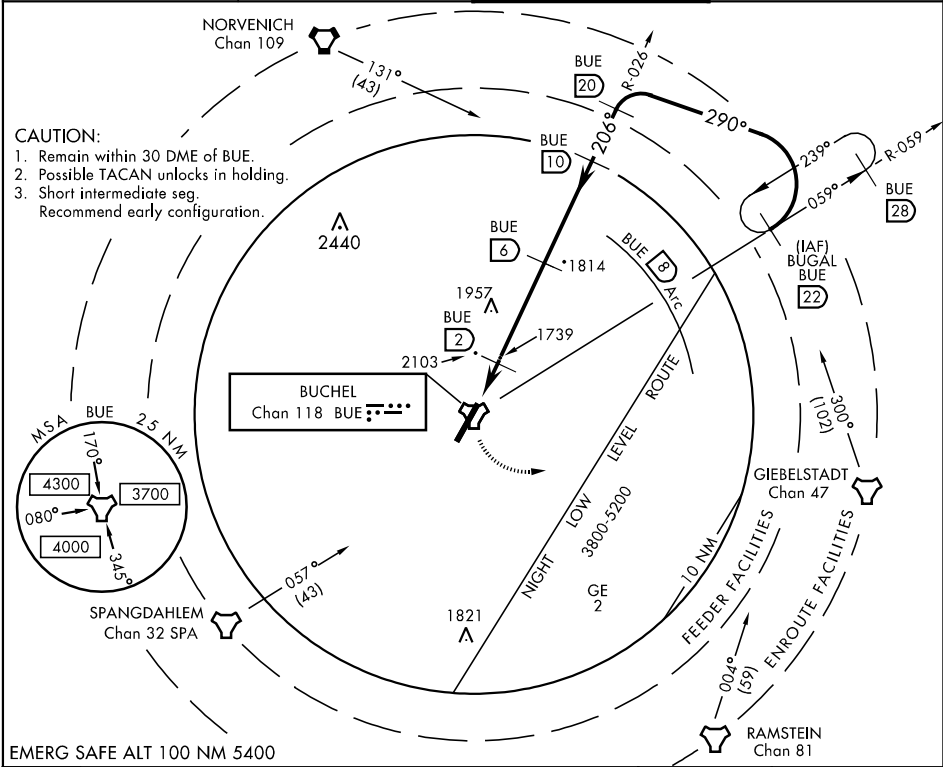 NORVENICH
Chan 109
131°
(43)
BUE
20
R-026
206°
290°
BUE
10
239°
059°
R-059
BUE
28
CAUTION:
1. Remain within 30 DME of BUE.
2. Possible TACAN unlocks in holding.
3. Short intermediate seg.
Recommend early configuration.
2440
BUE
6
1814
BUE 8 Arc
(IAF)
BUGAL
BUE
22
1957
BUE
2
1739
2103
BUCHEL
Chan 118 BUE
MSA BUE 25 NM
170°
4300
3700
080°
4000
345°
NIGHT LOW LEVEL ROUTE
3800-5200
300°
(102)
GIEBELSTADT
Chan 47
GE
2
10 NM
FEEDER FACILITIES
ENROUTE FACILITIES
057°
(43)
SPANGDAHLEM
Chan 32 SPA
1821
004°
(59)
RAMSTEIN
Chan 81
EMERG SAFE ALT 100 NM 5400